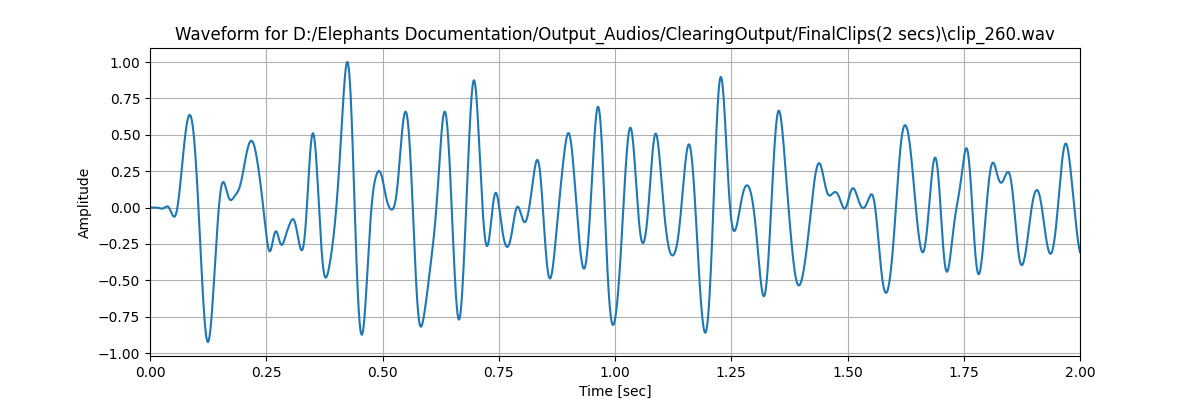 Waveform for D:/Elephants Documentation/Output_Audios/ClearingOutput/FinalClips(2 secs)\clip_260.wav
1.00
0.75
0.50
0.25
0.00
−0.25
−0.50
−0.75
−1.00
Amplitude
0.00 0.25 0.50 0.75 1.00 1.25 1.50 1.75 2.00
Time [sec]